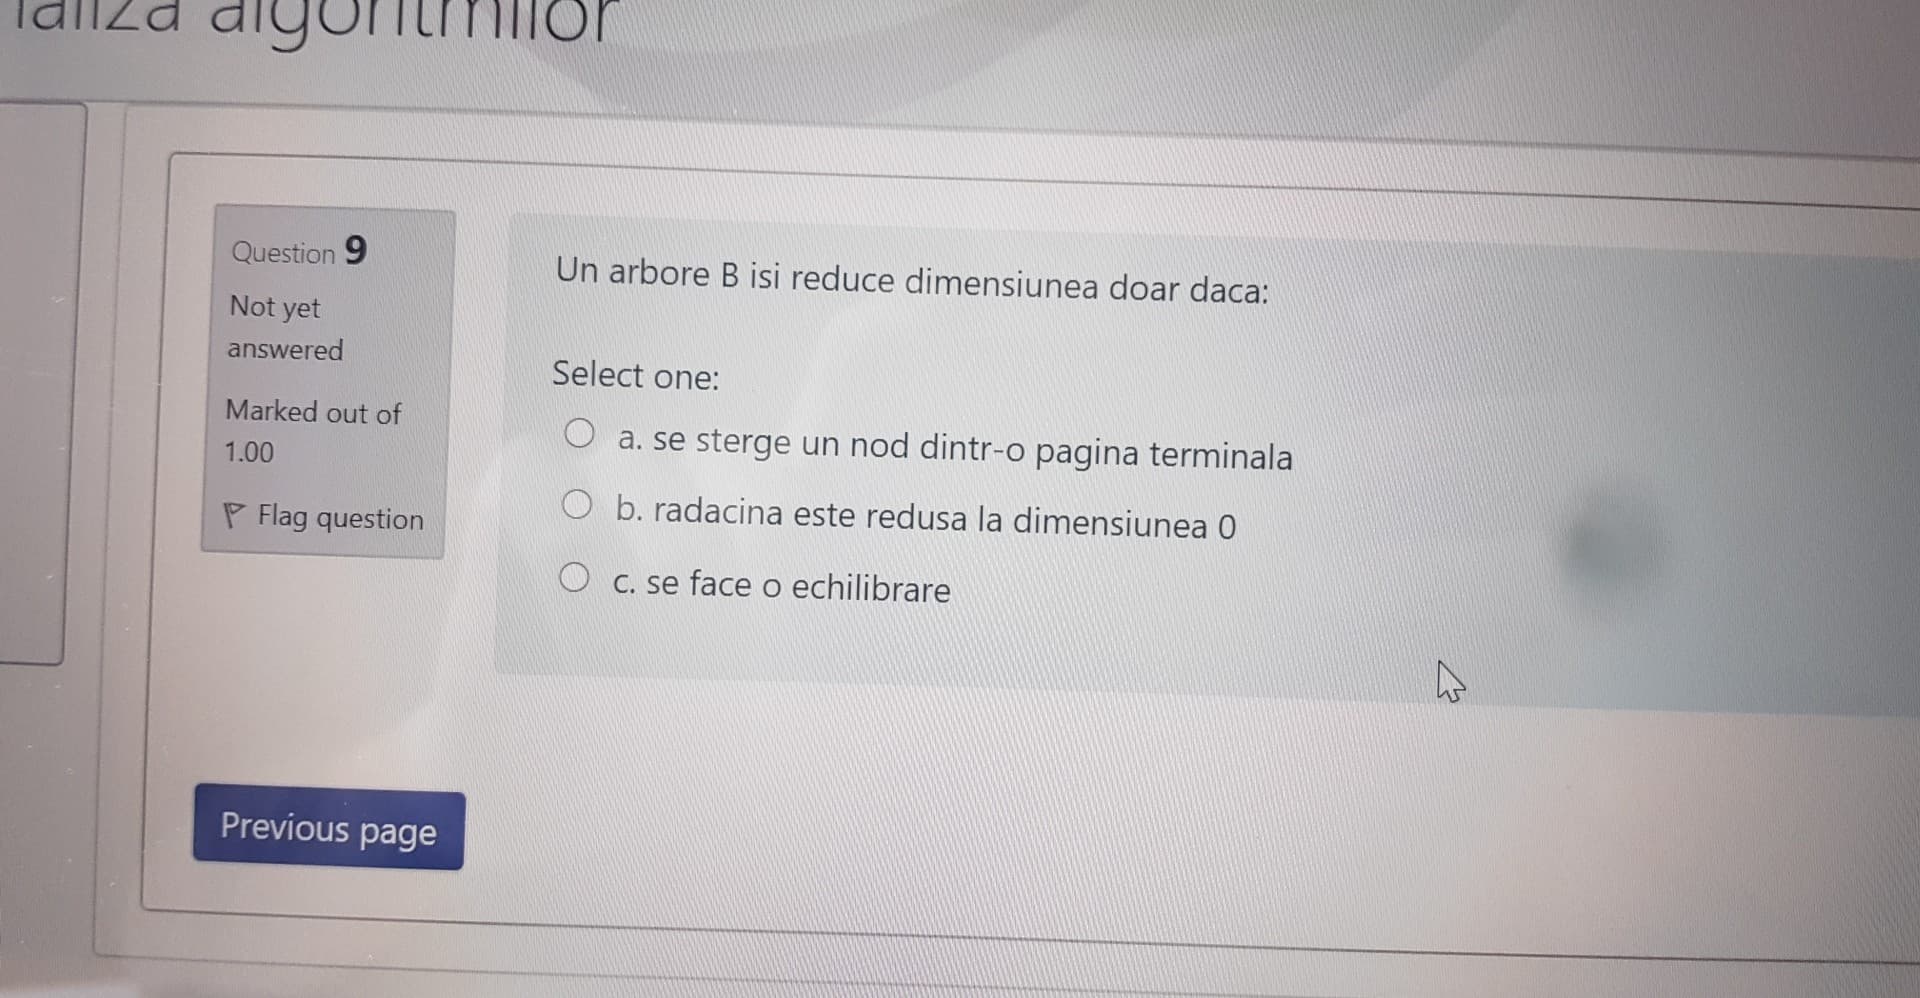 algoritmilor
Question 9
Not yet
answered
Marked out of
1.00
Flag question
Un arbore B isi reduce dimensiunea doar daca:
Select one:
a. se sterge un nod dintr-o pagina terminala
b. radacina este redusa la dimensiunea 0
c. se face o echilibrare
Previous page